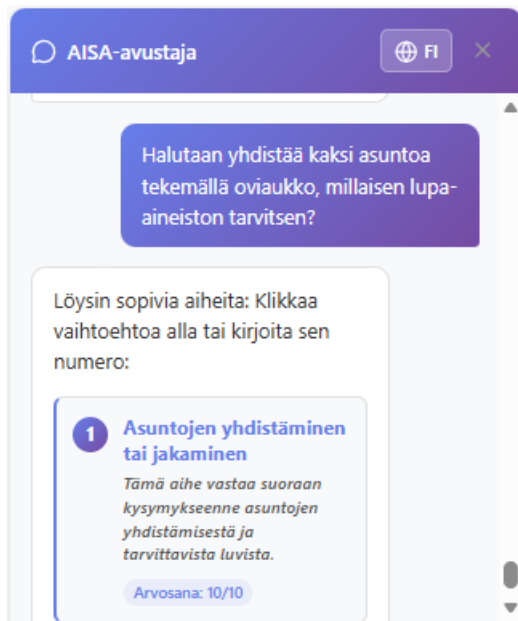 AISA-avustaja
FI
Halutaan yhdistää kaksi asuntoa
tekemällä oviaukko, millaisen lupa-
aineiston tarvitsen?
Löysin sopivia aiheita: Klikkaa
vaihtoehtoa alla tai kirjoita sen
numero:
1
Asuntojen yhdistäminen
tai jakaminen
Tämä aihe vastaa suoraan
kysymykseenne asuntojen
yhdistämisestä ja
tarvittavista luvista.
Arvosana: 10/10